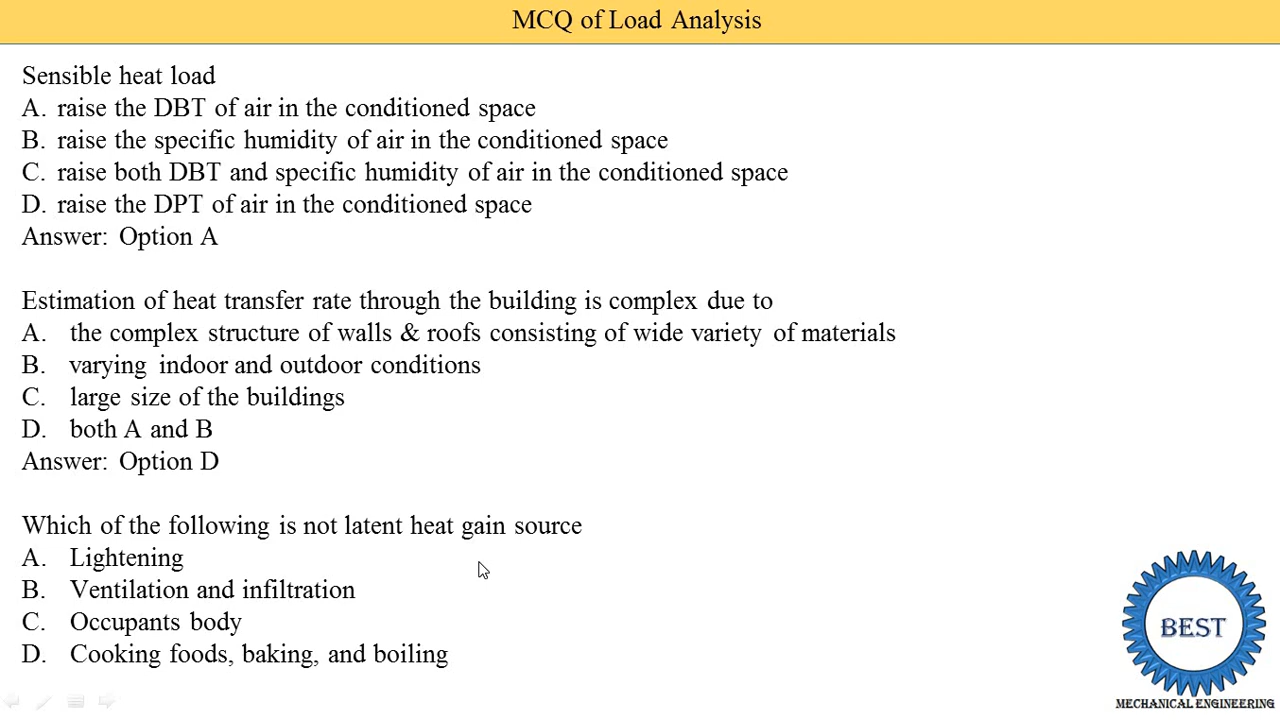 MCQ of Load Analysis
Sensible heat load
A. raise the DBT of air in the conditioned space
B. raise the specific humidity of air in the conditioned space
C. raise both DBT and specific humidity of air in the conditioned space
D. raise the DPT of air in the conditioned space
Answer: Option A
Estimation of heat transfer rate through the building is complex due to
A. the complex structure of walls & roofs consisting of wide variety of materials
B. varying indoor and outdoor conditions
C. large size of the buildings
D. both A and B
Answer: Option D
Which of the following is not latent heat gain source
A. Lightening
B. Ventilation and infiltration
C. Occupants body
D. Cooking foods, baking, and boiling
BEST
MECHANICAL ENGINEERING